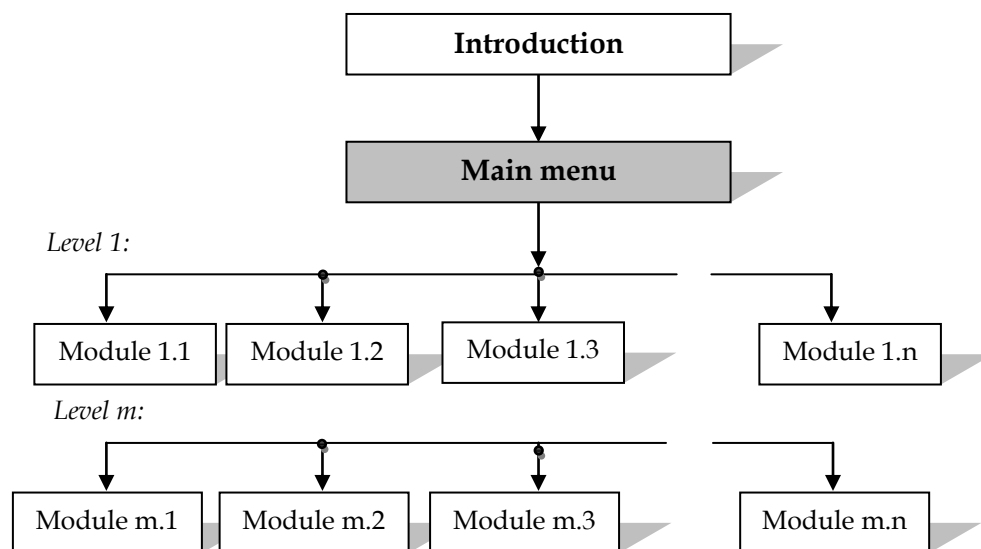 Introduction
Main menu
Level 1:
Module 1.1
Module 1.2
Module 1.3
Module 1.n
Level m:
Module m.1
Module m.2
Module m.3
Module m.n